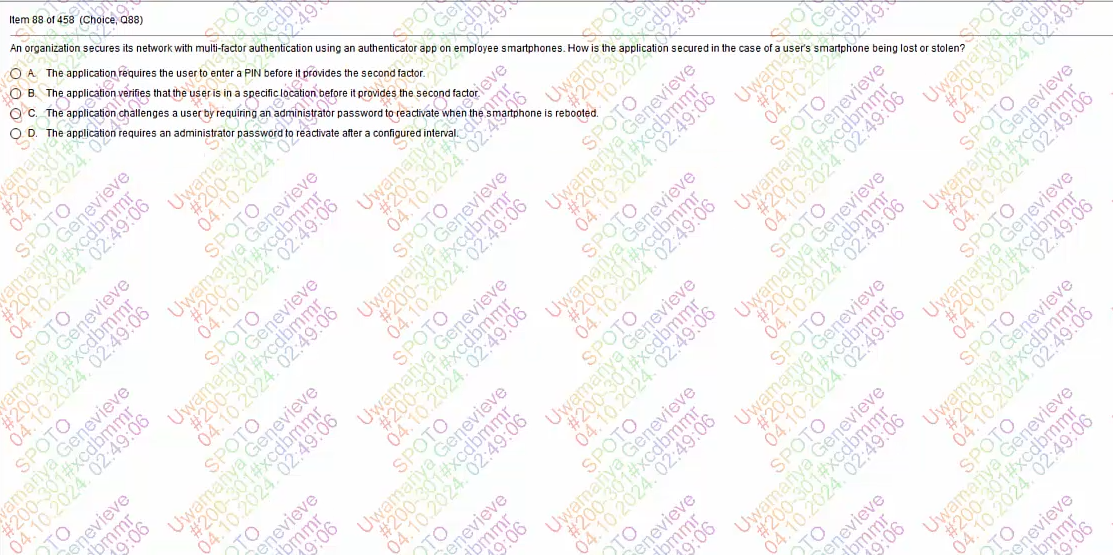 Item 88 of 458 (Choice, Q88)
An organization secures its network with multi-factor authentication using an authenticator app on employee smartphones. How is the application secured in the case of a user's smartphone being lost or stolen?
A. The application requires the user to enter a PIN before it provides the second factor.
B. The application verifies that the user is in a specific location before it provides the second factor.
C. The application challenges a user by requiring an administrator password to reactivate when the smartphone is rebooted.
D. The application requires an administrator password to reactivate after a configured interval.
SPOTO
Uwamariya Genevieve
#200-301#xcdbmmr
04.10.2024. 02:49:06